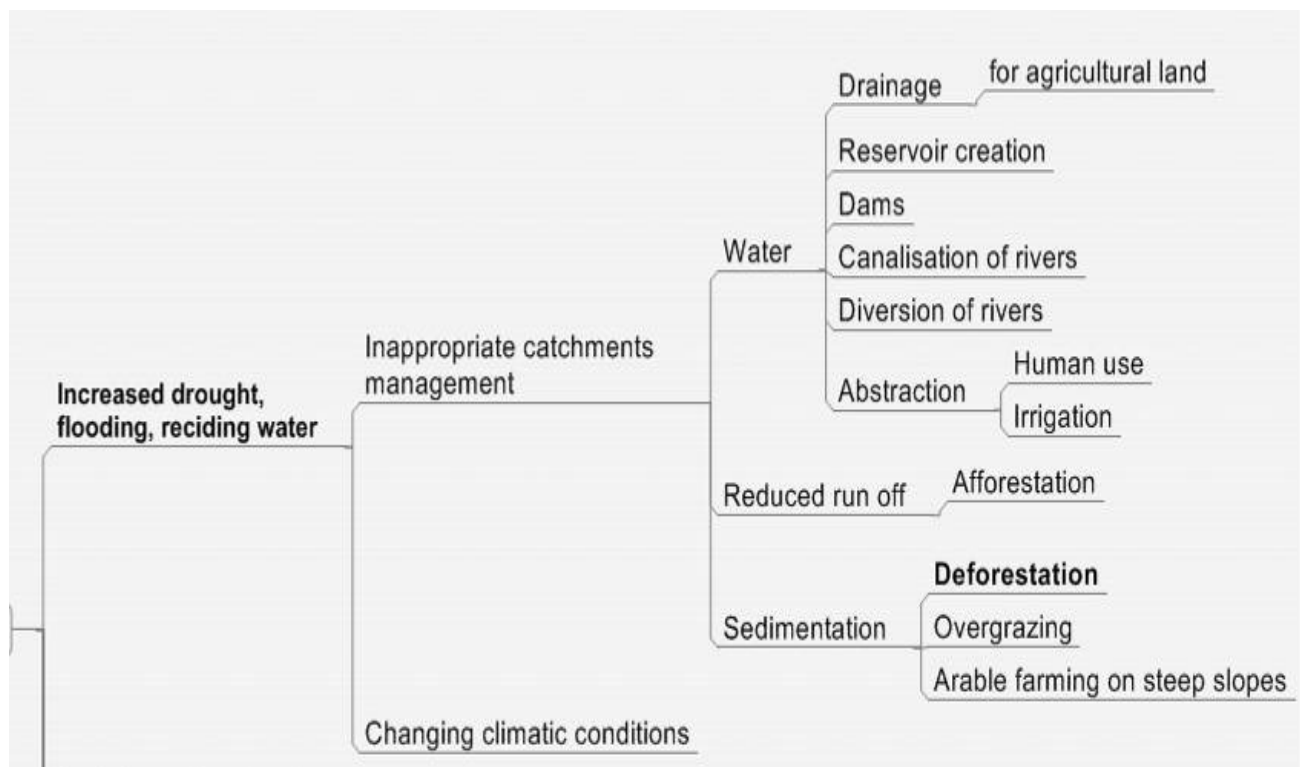 Drainage
for agricultural land
Reservoir creation
Dams
Water
Canalisation of rivers
Diversion of rivers
Inappropriate catchments
management
Human use
Abstraction
Irrigation
Increased drought,
flooding, reciding water
Reduced run off
Afforestation
Deforestation
Sedimentation
Overgrazing
Arable farming on steep slopes
Changing climatic conditions